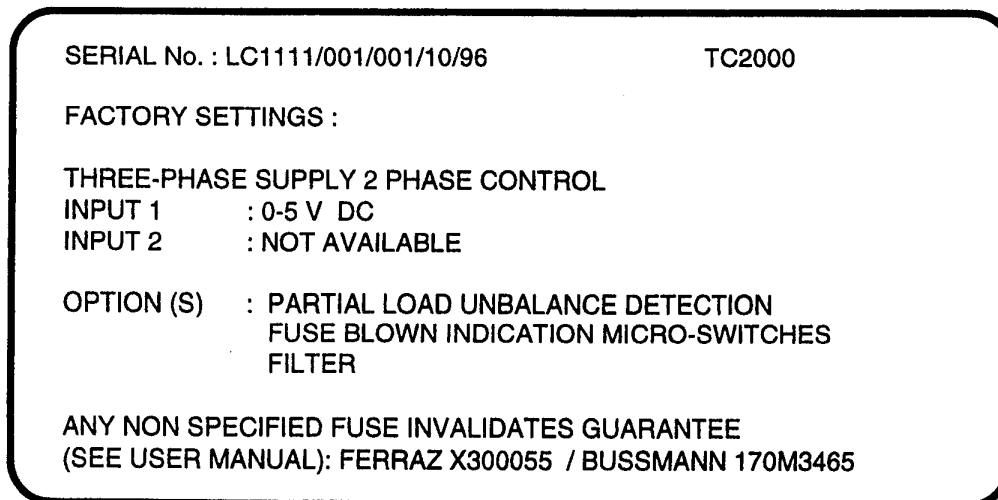 SERIAL No. : LC1111/001/001/10/96 TC2000
FACTORY SETTINGS :
THREE-PHASE SUPPLY 2 PHASE CONTROL
INPUT 1 : 0-5 V DC
INPUT 2 : NOT AVAILABLE
OPTION (S) : PARTIAL LOAD UNBALANCE DETECTION
FUSE BLOWN INDICATION MICRO-SWITCHES
FILTER
ANY NON SPECIFIED FUSE INVALIDATES GUARANTEE
(SEE USER MANUAL): FERRAZ X300055 / BUSSMANN 170M3465